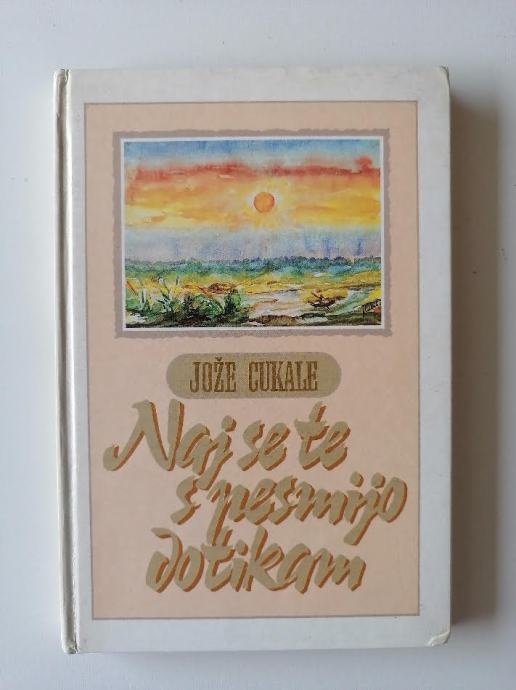 JOŽE CUKALE
Naj se te
s pesmijo
dotikam